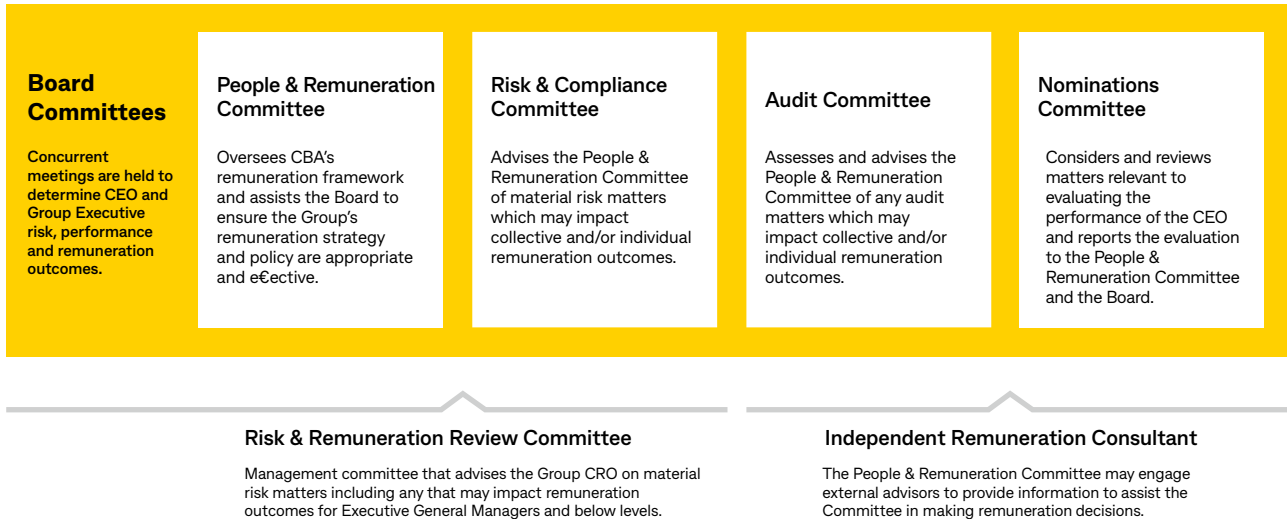 Board
Committees
Concurrent
meetings are held to
determine CEO and
Group Executive
risk, performance
and remuneration
outcomes.
People & Remuneration
Committee
Oversees CBA’s
remuneration framework
and assists the Board to
ensure the Group’s
remuneration strategy
and policy are appropriate
and e€ective.
Risk & Compliance
Committee
Advises the People &
Remuneration Committee
of material risk matters
which may impact
collective and/or individual
remuneration outcomes.
Audit Committee
Assesses and advises the
People & Remuneration
Committee of any audit
matters which may
impact collective and/or
individual remuneration
outcomes.
Nominations
Committee
Considers and reviews
matters relevant to
evaluating the
performance of the CEO
and reports the evaluation
to the People &
Remuneration Committee
and the Board.
Risk & Remuneration Review Committee
Management committee that advises the Group CRO on material
risk matters including any that may impact remuneration
outcomes for Executive General Managers and below levels.
Independent Remuneration Consultant
The People & Remuneration Committee may engage
external advisors to provide information to assist the
Committee in making remuneration decisions.